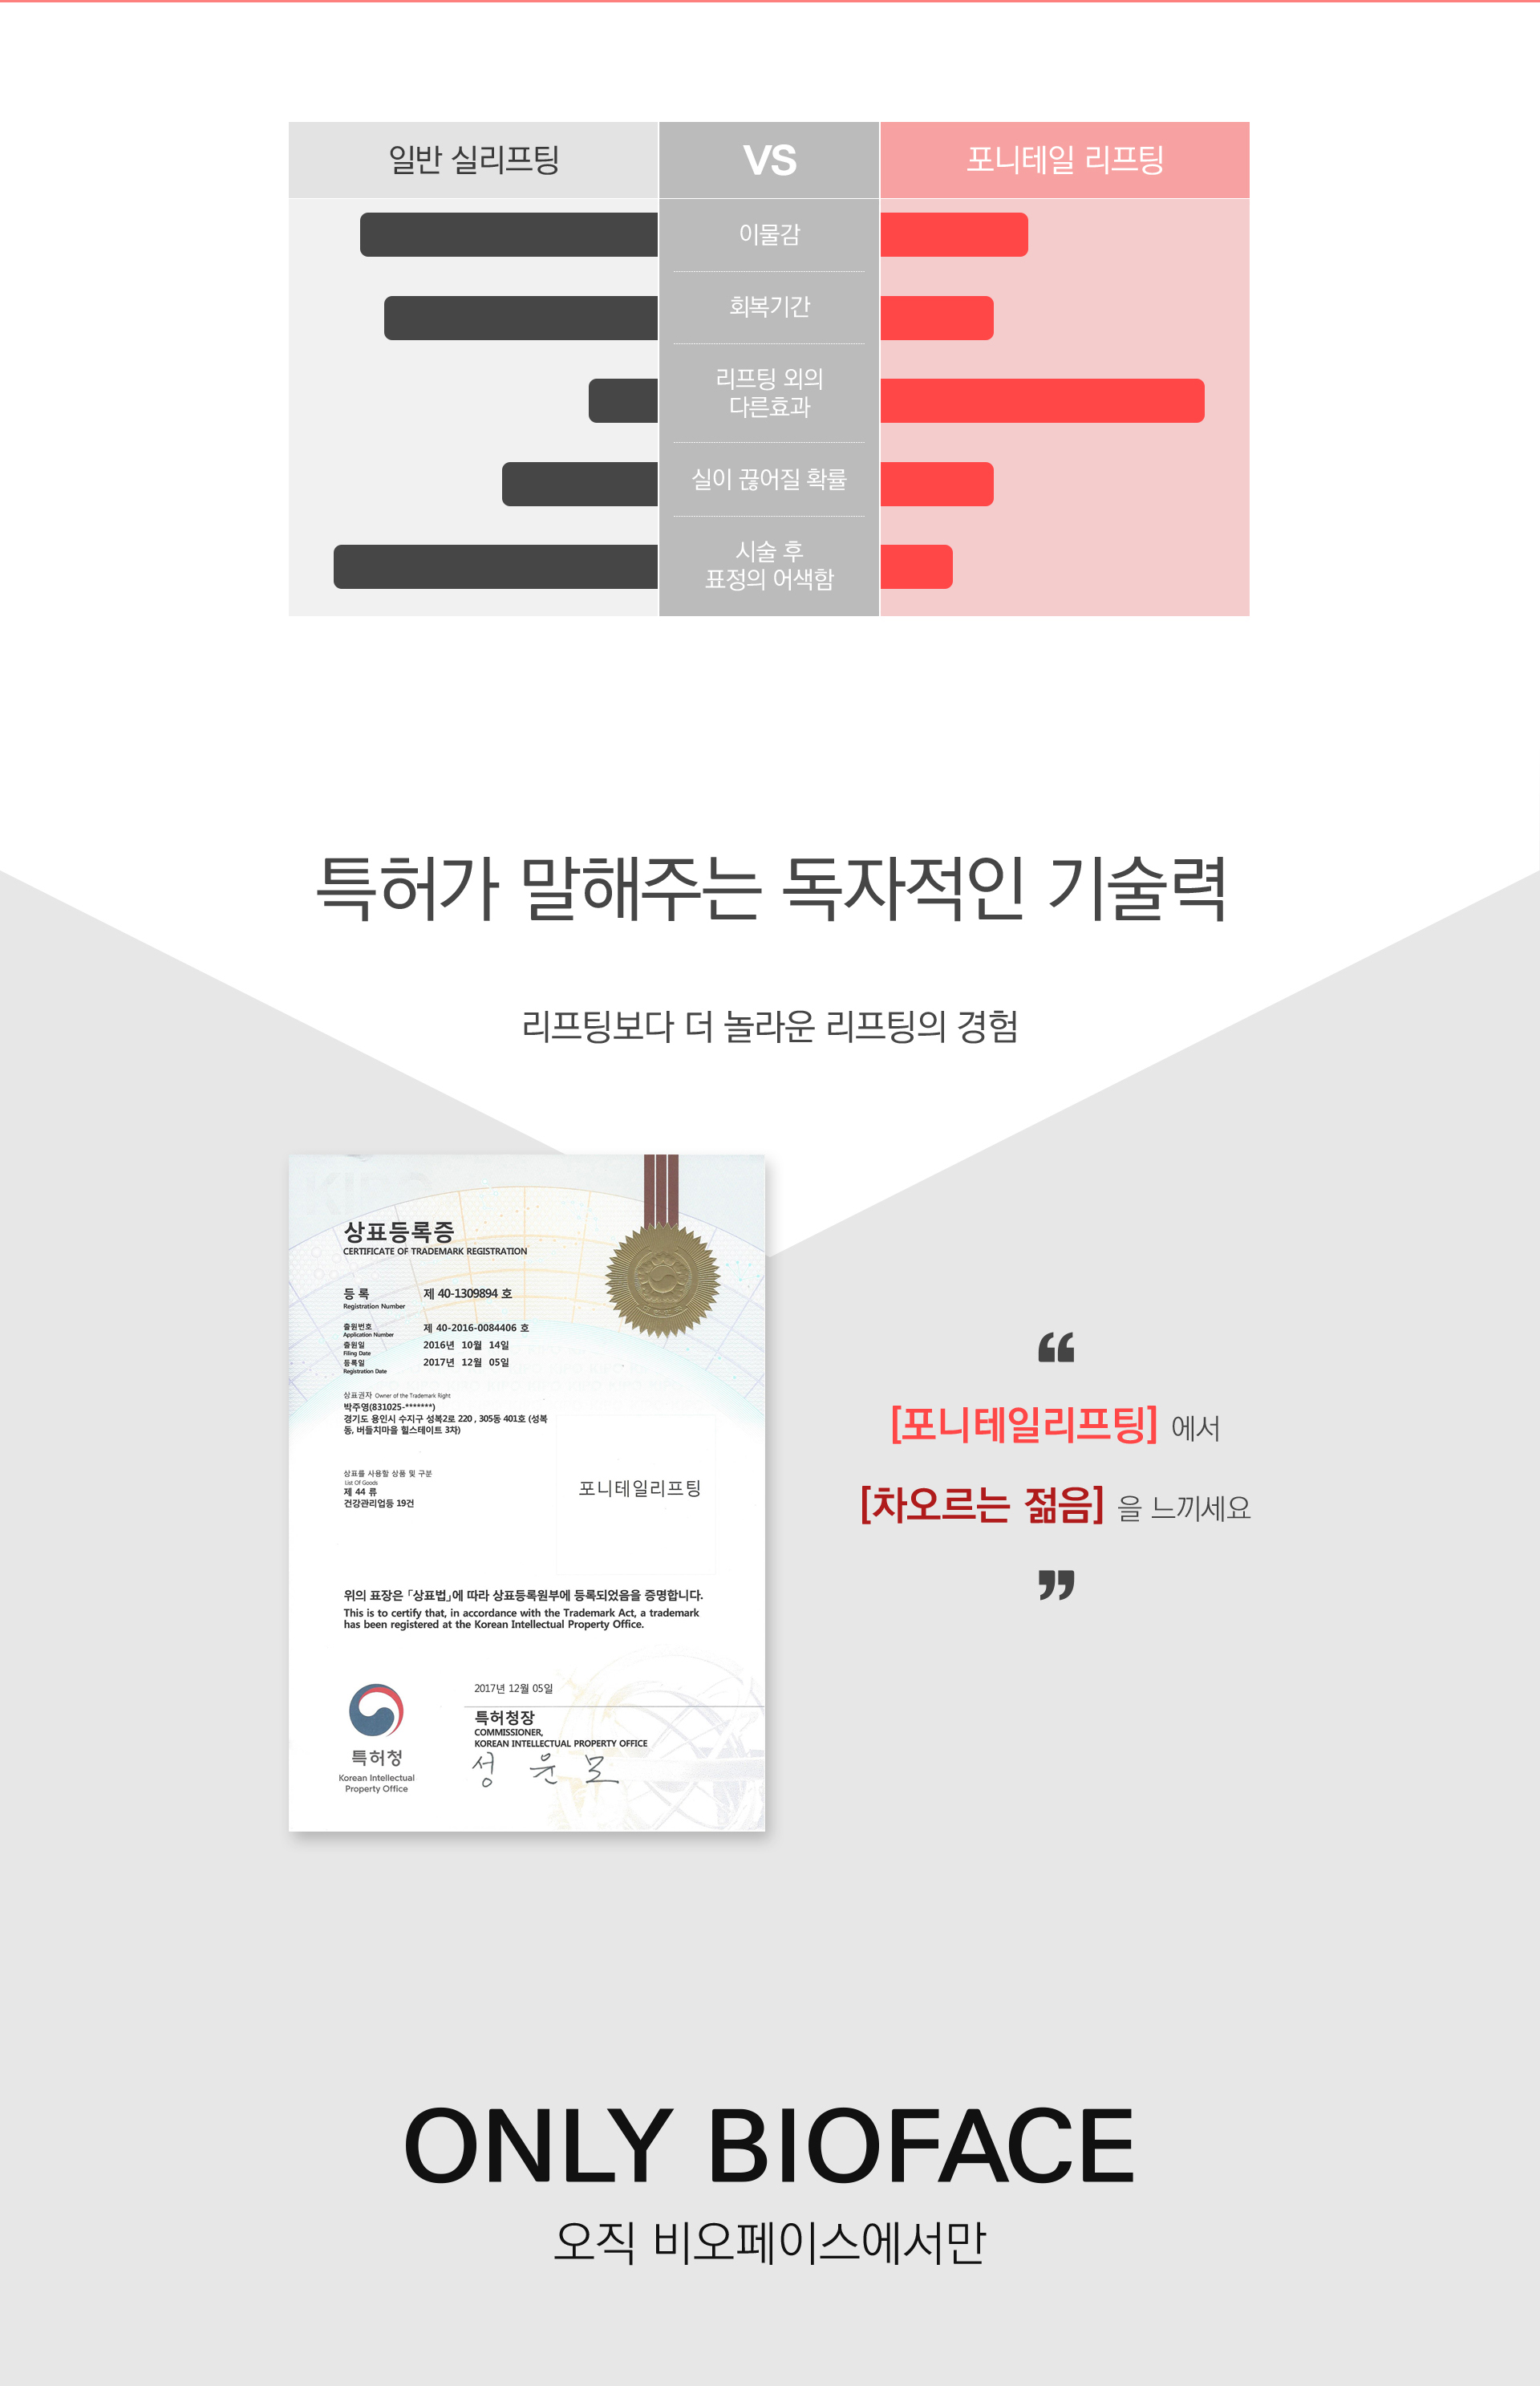 일반 실리프팅
VS
포니테일 리프팅
이물감
회복기간
리프팅 외의
다른효과
실이 끊어질 확률
시술 후
표정의 어색함
특허가 말해주는 독자적인 기술력
리프팅보다 더 놀라운 리프팅의 경험
상표등록증
CERTIFICATE OF TRADEMARK REGISTRATION
등 록 제 40-1309894 호
Registration Number
출원번호 제 40-2016-0084406 호
Application Number
출원일 2016년 10월 14일
Filing Date
등록일 2017년 12월 05일
Registration Date
상표권자 Owner of the Trademark Right
박주영(831025-*******)
경기도 용인시 수지구 성복2로 220 , 305동 401호 (성복
동, 버들치마을 힐스테이트 3차)
상표를 사용할 상품 및 구분
List Of Goods
제 44 류
건강관리업등 19건
포니테일리프팅
위의 표장은 ｢상표법｣에 따라 상표등록원부에 등록되었음을 증명합니다.
This is to certify that, in accordance with the Trademark Act, a trademark
has been registered at the Korean Intellectual Property Office.
2017년 12월 05일
특허청장
COMMISSIONER,
KOREAN INTELLECTUAL PROPERTY OFFICE
성 윤 모
특허청
Korean Intellectual
Property Office
❝
[포니테일리프팅] 에서
[차오르는 젊음] 을 느끼세요
❞
ONLY BIOFACE
오직 비오페이스에서만